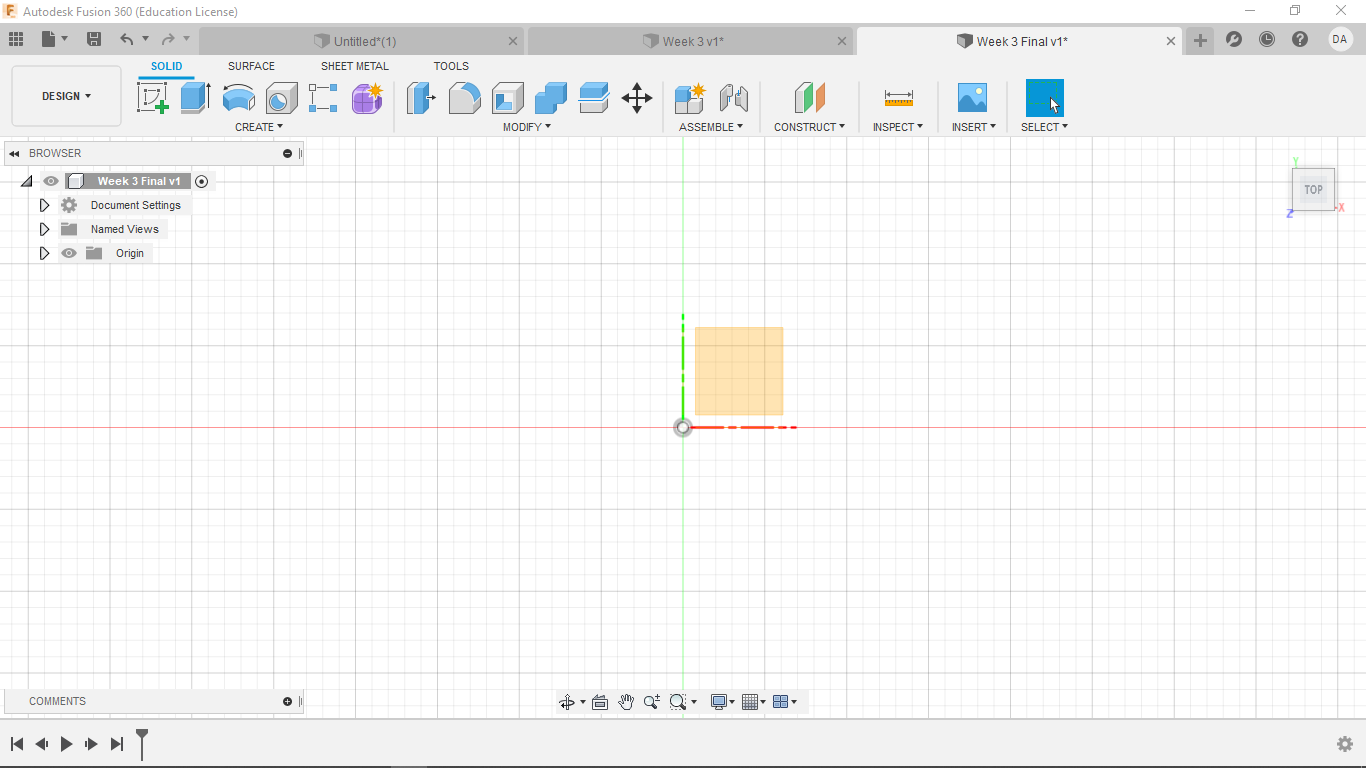 Autodesk Fusion 360 (Education License)
Untitled*(1)
Week 3 v1*
Week 3 Final v1*
DA
DESIGN
SOLID
SURFACE
SHEET METAL
TOOLS
CREATE
MODIFY
ASSEMBLE
CONSTRUCT
INSPECT
INSERT
SELECT
BROWSER
Week 3 Final v1
Document Settings
Named Views
Origin
Y
TOP
Z
X
COMMENTS